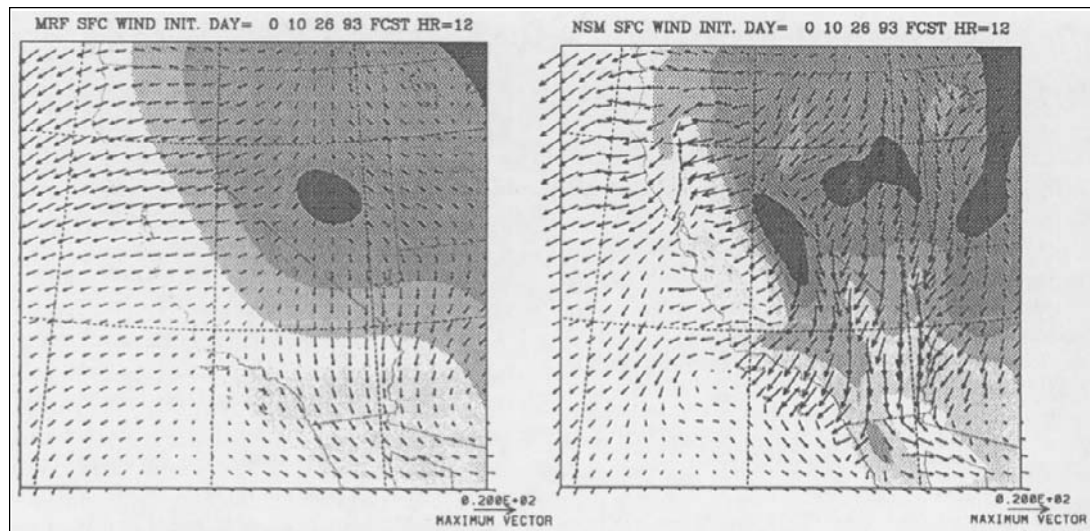 MRF SFC WIND INIT. DAY= 0 10 26 93 FCST HR=12
NSM SFC WIND INIT. DAY= 0 10 26 93 FCST HR=12
0.200E+02
MAXIMUM VECTOR
0.200E+02
MAXIMUM VECTOR